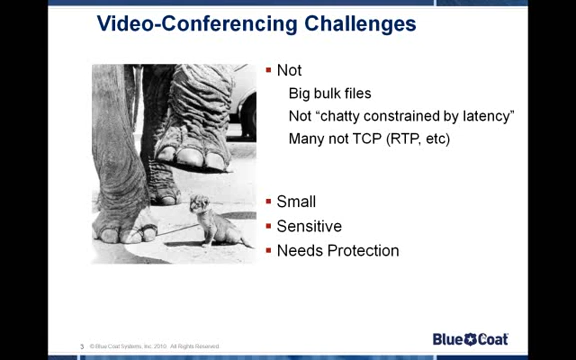 Video-Conferencing Challenges
Not
Big bulk files
Not “chatty constrained by latency”
Many not TCP (RTP, etc)
Small
Sensitive
Needs Protection
3 © Blue Coat Systems, Inc. 2010. All Rights Reserved.
Blue Coat